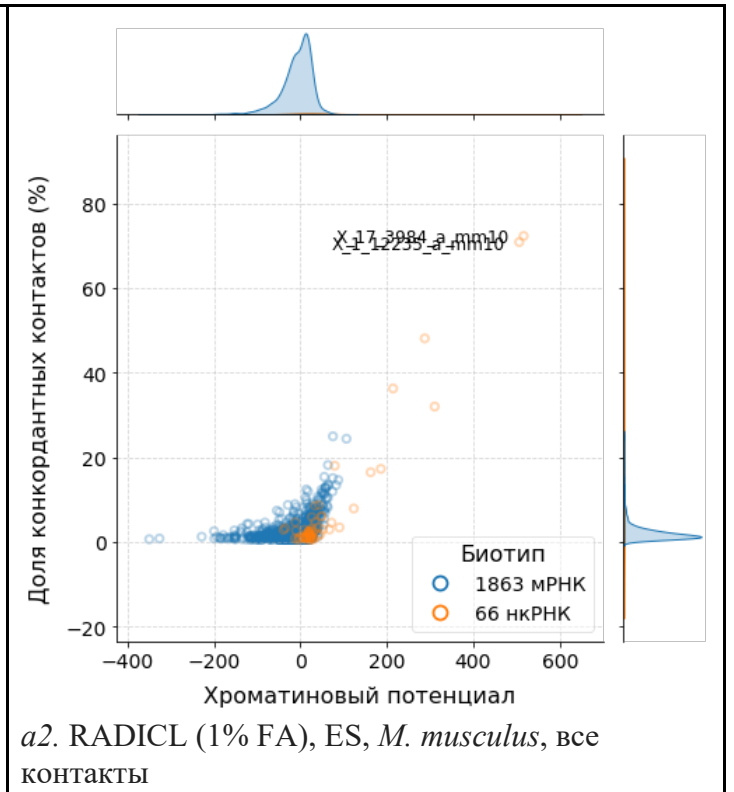 Доля конкордантных контактов (%)
80
60
40
20
0
−20
X_17_3984_a_mm10
X_1_12235_a_mm10
Биотип
1863 мРНК
66 нкРНК
−400 −200 0 200 400 600
Хроматиновый потенциал
a2. RADICL (1% FA), ES, M. musculus, все
контакты